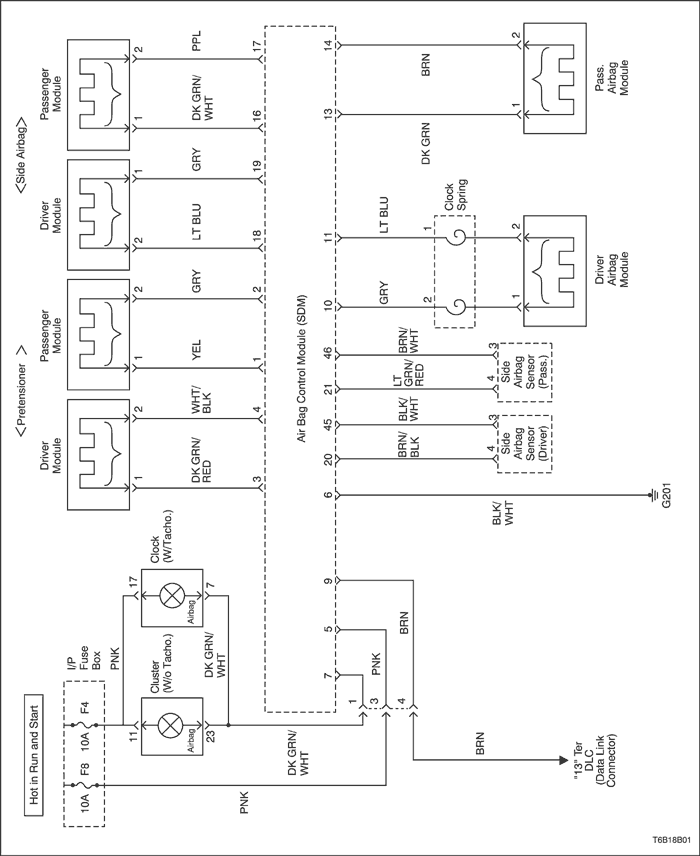 Hot in Run and Start
I/P
Fuse
Box
10A
F8
10A
F4
PNK
PNK
11
Cluster
(W/o Tacho.)
Airbag
23
17
Clock
(W/Tacho.)
Airbag
7
DK GRN/
WHT
DK GRN/
WHT
<Pretensioner>
Driver
Module
1
2
DK GRN/
RED
WHT/
BLK
3
4
Passenger
Module
1
2
YEL
GRY
1
2
<Side Airbag>
Driver
Module
2
1
LT BLU
GRY
18
19
Passenger
Module
1
2
DK GRN/
WHT
PPL
16
17
Air Bag Control Module (SDM)
7
5
9
6
20
45
21
46
10
11
13
14
PNK
BRN
1
3
4
BRN
"13" Ter
DLC
(Data Link
Connector)
BLK/
WHT
G201
BRN/
BLK
BLK/
WHT
4
3
Side
Airbag
Sensor
(Driver)
LT
GRN/
RED
BRN/
WHT
4
3
Side
Airbag
Sensor
(Pass.)
GRY
LT BLU
2
1
Clock
Spring
1
2
Driver
Airbag
Module
DK GRN
BRN
1
2
Pass.
Airbag
Module
T6B18B01